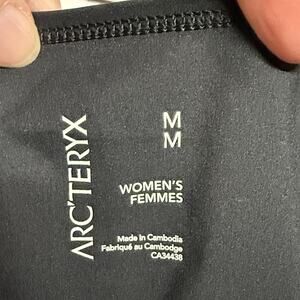 ARC'TERYX
M
M
WOMEN'S
FEMMES
Made in Cambodia
Fabriqué au Cambodge
CA34438